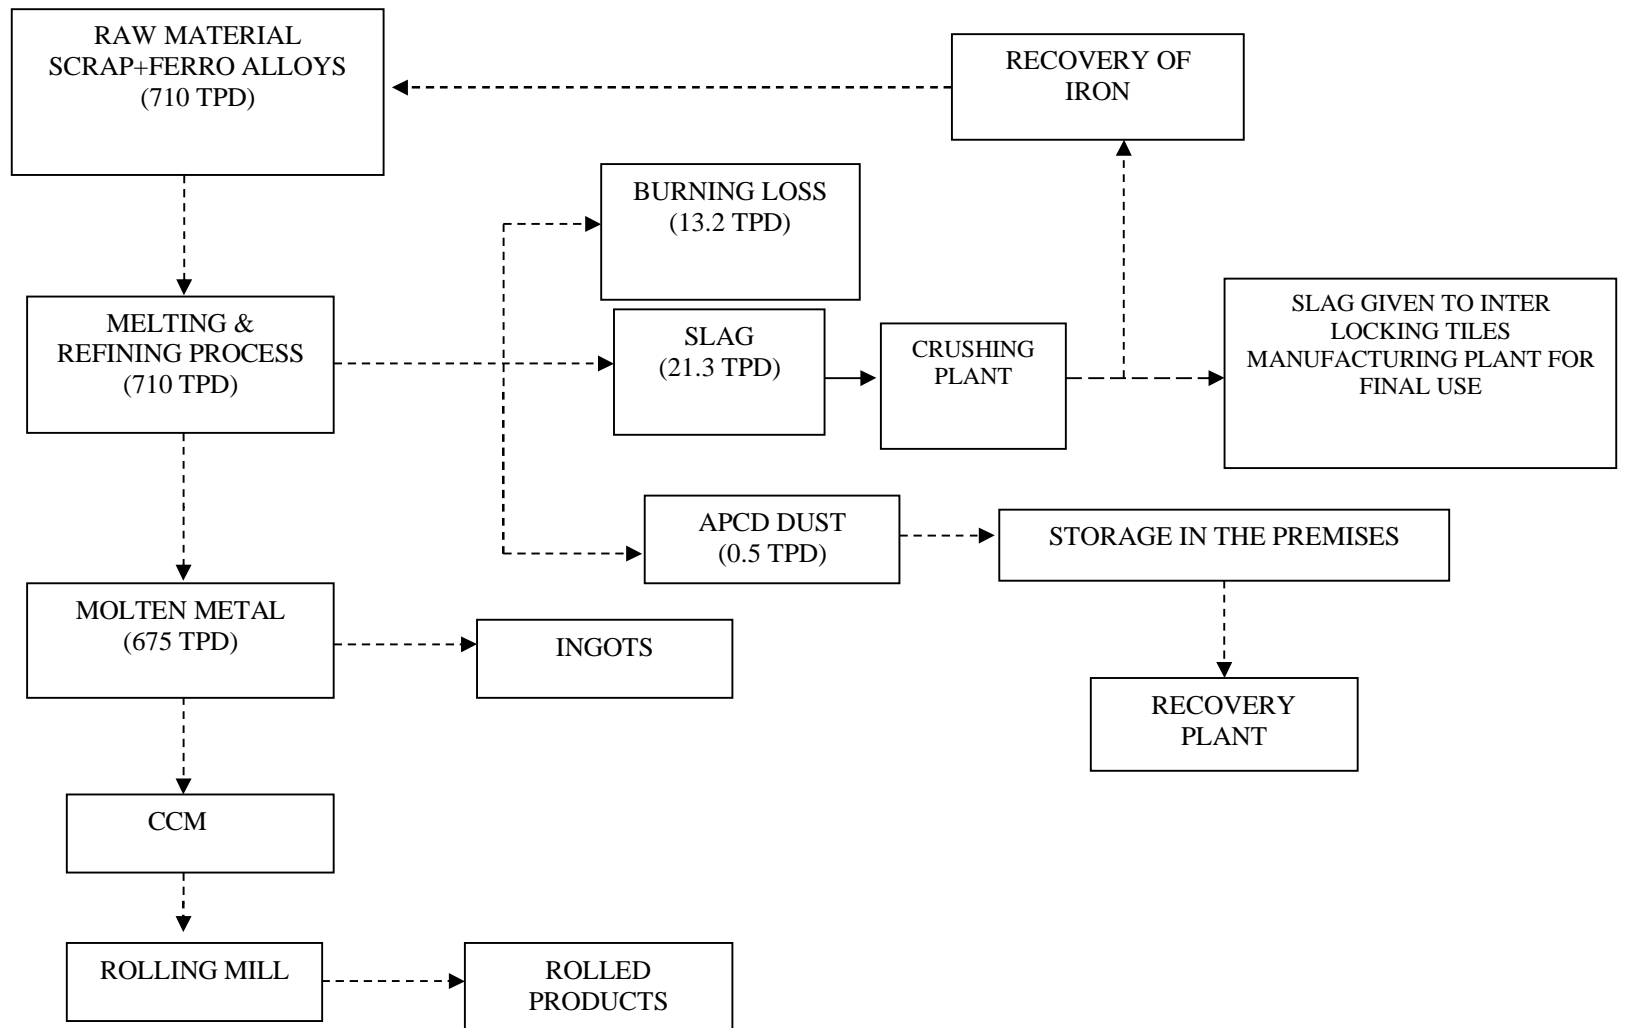 RAW MATERIAL
SCRAP+FERRO ALLOYS
(710 TPD)
RECOVERY OF
IRON
BURNING LOSS
(13.2 TPD)
MELTING &
REFINING PROCESS
(710 TPD)
SLAG
(21.3 TPD)
CRUSHING
PLANT
SLAG GIVEN TO INTER
LOCKING TILES
MANUFACTURING PLANT FOR
FINAL USE
APCD DUST
(0.5 TPD)
STORAGE IN THE PREMISES
MOLTEN METAL
(675 TPD)
INGOTS
RECOVERY
PLANT
CCM
ROLLING MILL
ROLLED
PRODUCTS